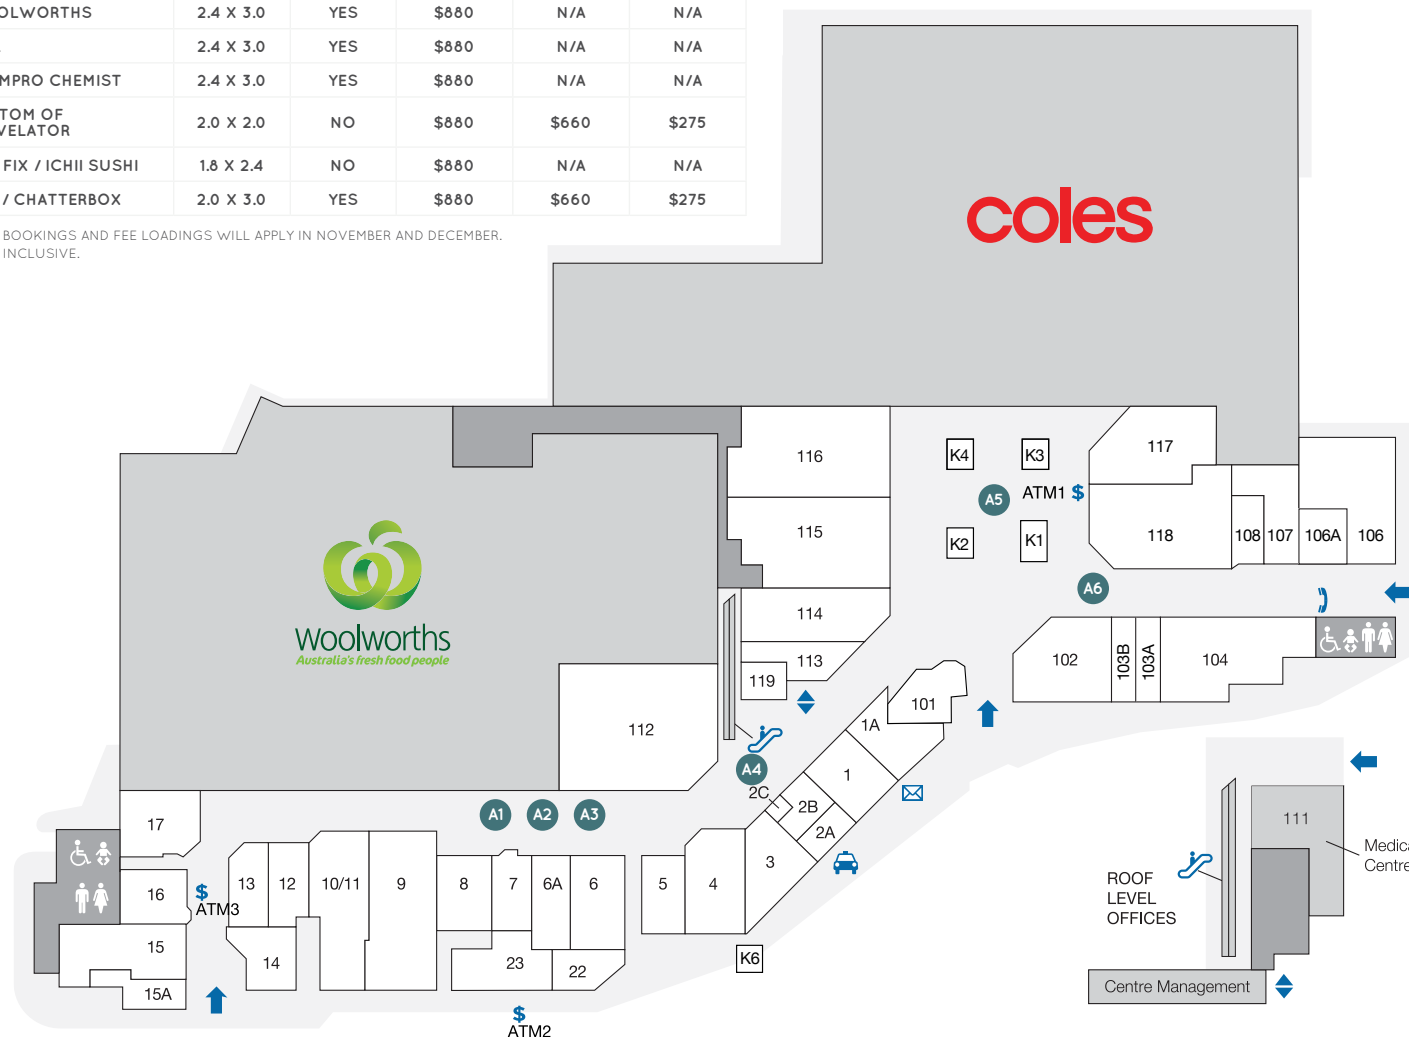 OLWORTHS 2.4 X 3.0 YES $880 N/A N/A
2.4 X 3.0 YES $880 N/A N/A
MPRO CHEMIST 2.4 X 3.0 YES $880 N/A N/A
TOM OF
VELATOR 2.0 X 2.0 NO $880 $660 $275
FIX / ICHII SUSHI 1.8 X 2.4 NO $880 N/A N/A
/ CHATTERBOX 2.0 X 3.0 YES $880 $660 $275
BOOKINGS AND FEE LOADINGS WILL APPLY IN NOVEMBER AND DECEMBER.
INCLUSIVE.
coles
116
K4
K3
117
A5
ATM1 $
115
K2
K1
118
108
107
106A
106
A6
Woolworths
Australia's fresh food people
114
113
119
102
103B
103A
104
112
101
1A
A4
1
2C
2B
2A
3
A1
A2
A3
17
16
$
ATM3
13
12
10/11
9
8
7
6A
6
5
4
15
15A
14
23
22
K6
$
ATM2
111
Medica
Centre
ROOF
LEVEL
OFFICES
Centre Management